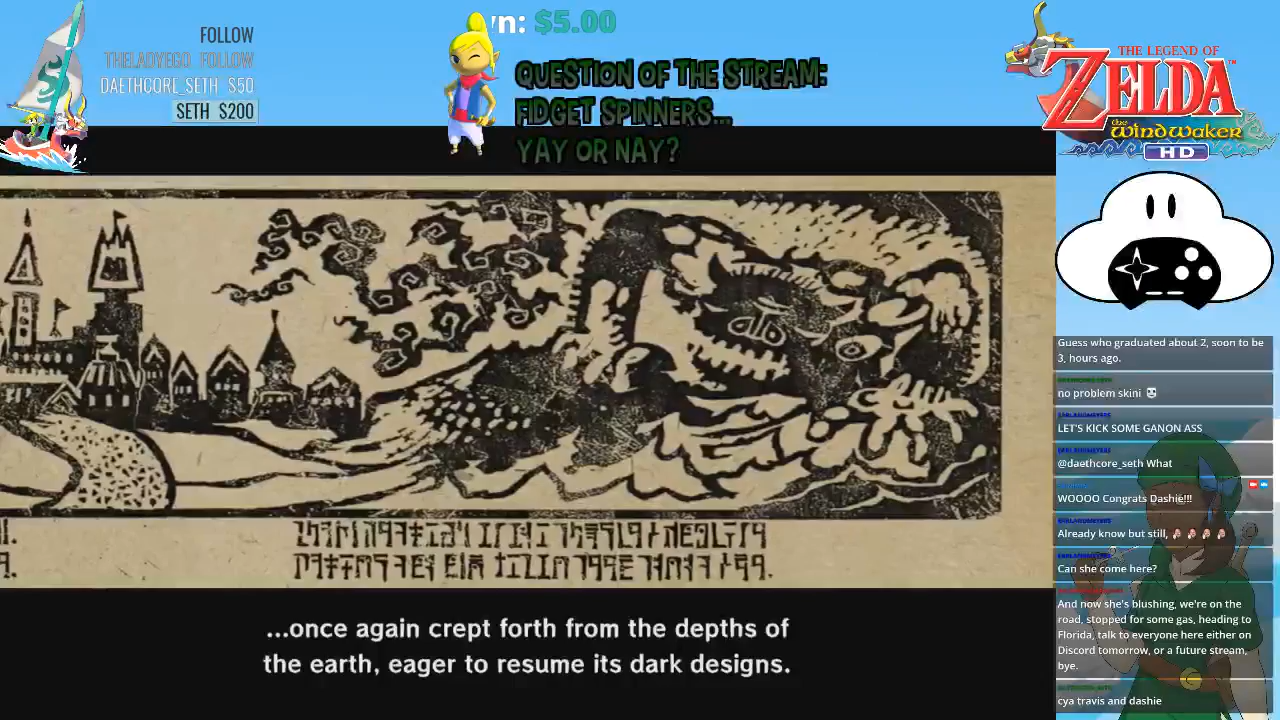 FOLLOW
THELADYEGO FOLLOW
DAETHCORE_SETH $50
SETH $200
$5.00
QUESTION OF THE STREAM:
FIDGET SPINNERS...
YAY OR NAY?
THE LEGEND OF
ZELDA
the WindWaker
HD
Guess who graduated about 2, soon to be
3, hours ago.
no problem skini
LET'S KICK SOME GANON ASS
@daethcore_seth What
WOOOO Congrats Dashie!!!
Already know but still,
Can she come here?
And now she's blushing, we're on the
road, stopped for some gas, heading to
Florida, talk to everyone here either on
Discord tomorrow, or a future stream,
bye.
cya travis and dashie
...once again crept forth from the depths of
the earth, eager to resume its dark designs.